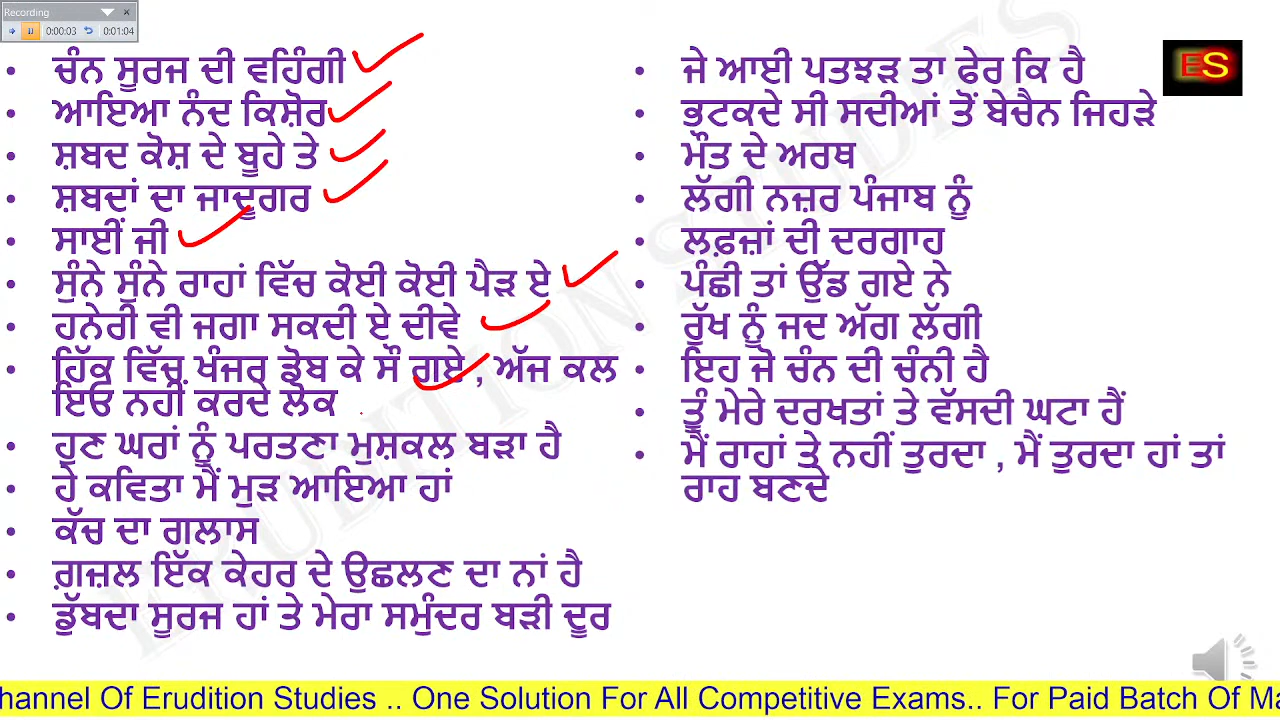 Recording
0:00:03 0:01:04
• ਚੰਨ ਸੂਰਜ ਦੀ ਵਹਿੰਗੀ
• ਆਇਆ ਨੰਦ ਕਿਸ਼ੋਰ
• ਸ਼ਬਦ ਕੋਸ਼ ਦੇ ਬੂਹੇ ਤੇ
• ਸ਼ਬਦਾਂ ਦਾ ਜਾਦੂਗਰ
• ਸਾਈਂ ਜੀ
• ਸੁੰਨੇ ਸੁੰਨੇ ਰਾਹਾਂ ਵਿੱਚ ਕੋਈ ਕੋਈ ਪੈੜ ਏ
• ਹਨੇਰੀ ਵੀ ਜਗਾ ਸਕਦੀ ਏ ਦੀਵੇ
• ਹਿੱਕ ਵਿੱਚ ਖੰਜਰ ਡੋਬ ਕੇ ਸੌਂ ਗਏ , ਅੱਜ ਕਲ
ਇਓਂ ਨਹੀਂ ਕਰਦੇ ਲੋਕ
• ਹੁਣ ਘਰਾਂ ਨੂੰ ਪਰਤਣਾ ਮੁਸ਼ਕਲ ਬੜਾ ਹੈ
• ਹੇ ਕਵਿਤਾ ਮੈਂ ਮੁੜ ਆਇਆ ਹਾਂ
• ਕੱਚ ਦਾ ਗਲਾਸ
• ਗ਼ਜ਼ਲ ਇੱਕ ਕੇਹਰ ਦੇ ਉਛਲਣ ਦਾ ਨਾਂ ਹੈ
• ਡੁੱਬਦਾ ਸੂਰਜ ਹਾਂ ਤੇ ਮੇਰਾ ਸਮੁੰਦਰ ਬੜੀ ਦੂਰ
• ਜੇ ਆਈ ਪਤਝੜ ਤਾ ਫੇਰ ਕਿ ਹੈ
• ਭਟਕਦੇ ਸੀ ਸਦੀਆਂ ਤੋਂ ਬੇਚੈਨ ਜਿਹੜੇ
• ਮੌਤ ਦੇ ਅਰਥ
• ਲੱਗੀ ਨਜ਼ਰ ਪੰਜਾਬ ਨੂੰ
• ਲਫ਼ਜ਼ਾਂ ਦੀ ਦਰਗਾਹ
• ਪੰਛੀ ਤਾਂ ਉੱਡ ਗਏ ਨੇ
• ਰੁੱਖ ਨੂੰ ਜਦ ਅੱਗ ਲੱਗੀ
• ਇਹ ਜੋ ਚੰਨ ਦੀ ਚੰਨੀ ਹੈ
• ਤੂੰ ਮੇਰੇ ਦਰਖਤਾਂ ਤੇ ਵੱਸਦੀ ਘਟਾ ਹੈਂ
• ਮੈਂ ਰਾਹਾਂ ਤੇ ਨਹੀਂ ਤੁਰਦਾ , ਮੈਂ ਤੁਰਦਾ ਹਾਂ ਤਾਂ
ਰਾਹ ਬਣਦੇ
ES
ERUDITION STUDIES
hannel Of Erudition Studies .. One Solution For All Competitive Exams.. For Paid Batch Of Ma